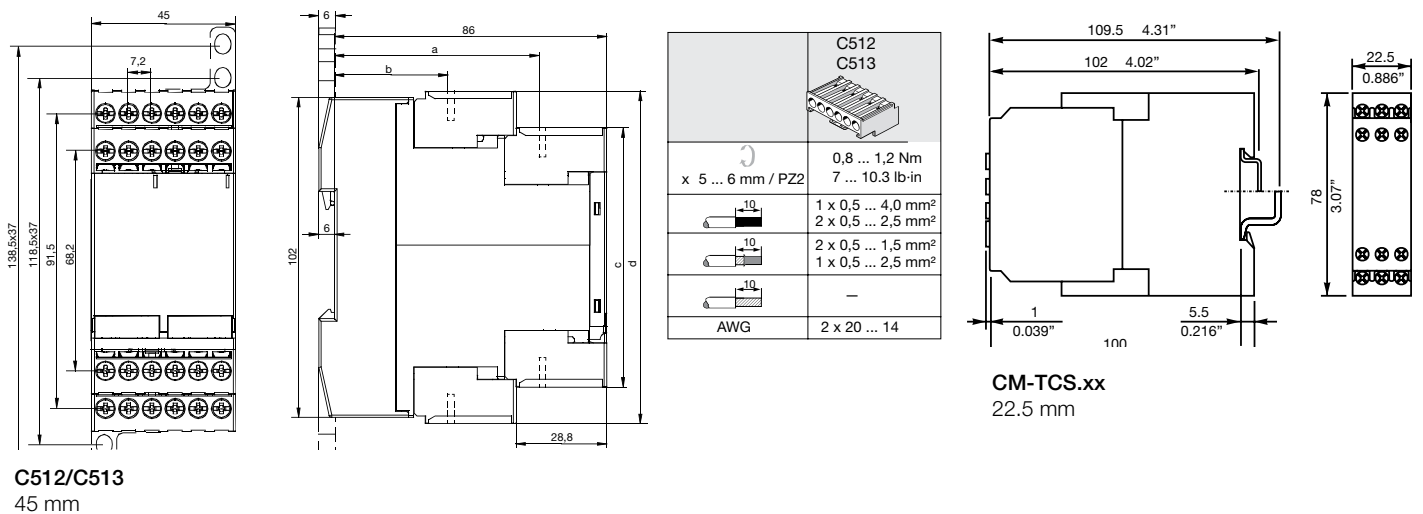 45
7,2
138,5x37
118,5x37
91,5
68,2
C512/C513
45 mm
6
86
a
b
6
102
c
d
28,8
C512
C513
x 5 ... 6 mm / PZ2
0,8 ... 1,2 Nm
7 ... 10.3 lb·in
10
1 x 0,5 ... 4,0 mm²
2 x 0,5 ... 2,5 mm²
10
2 x 0,5 ... 1,5 mm²
1 x 0,5 ... 2,5 mm²
10
—
AWG
2 x 20 ... 14
109.5 4.31”
102 4.02”
22.5
0.886”
78
3.07”
1
0.039”
5.5
0.216”
100
CM-TCS.xx
22.5 mm